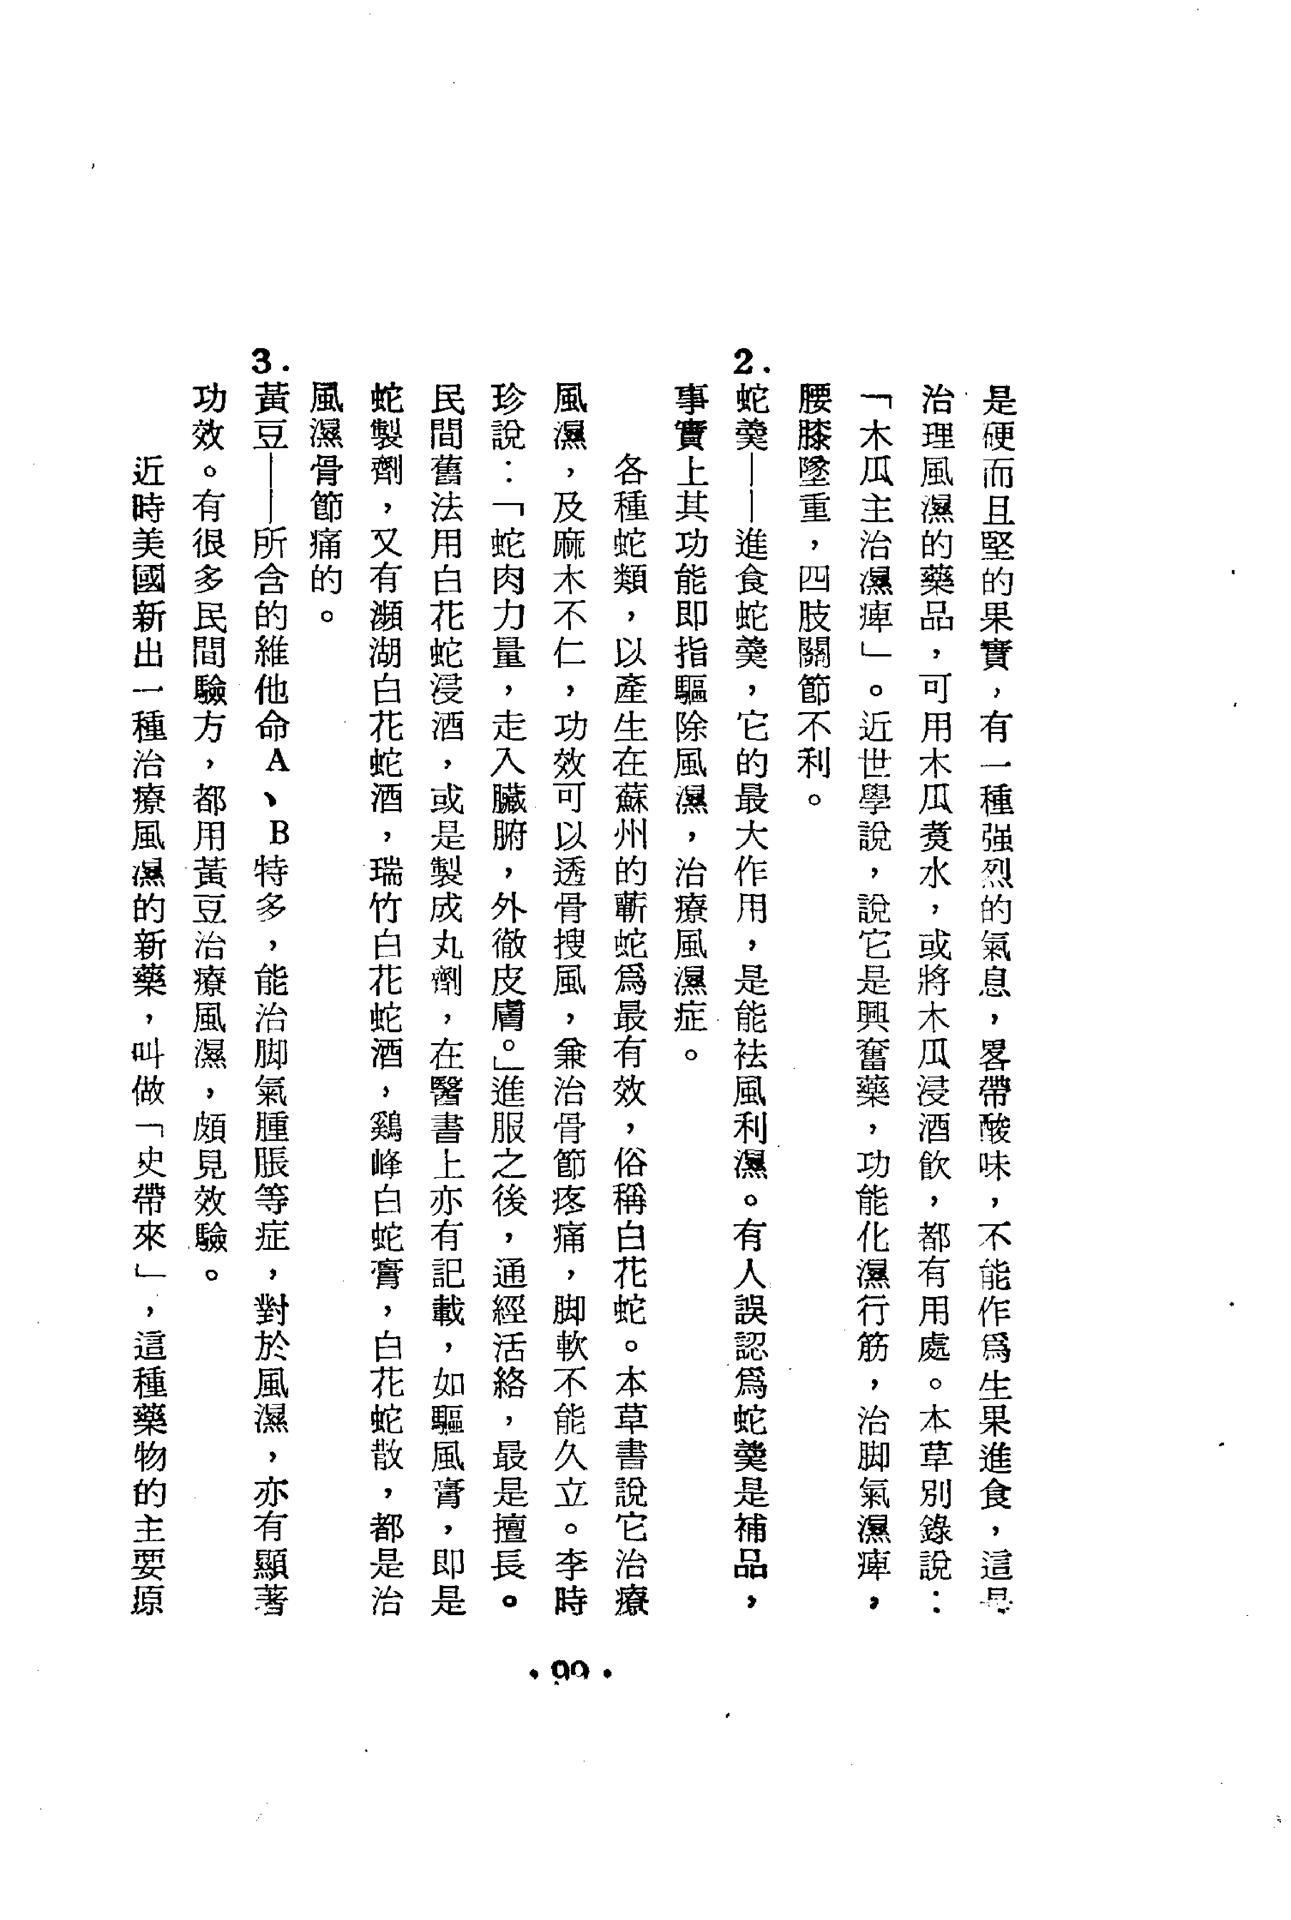 是硬而且堅的果實，有一種强烈的氣息，畧帶酸味，不能作爲生果進食，這是
治理風濕的藥品，可用木瓜煑水，或將木瓜浸酒飮，都有用處。本草別錄說：
「木瓜主治濕痺」。近世學說，說它是興奮藥，功能化濕行筋，治脚氣濕痺，
腰膝墜重，四肢關節不利。
2.蛇羹——進食蛇羹，它的最大作用，是能祛風利濕。有人誤認爲蛇羹是補品，
事實上其功能卽指驅除風濕，治療風濕症。
各種蛇類，以產生在蘇州的蘄蛇爲最有效，俗稱白花蛇。本草書說它治療
風濕，及麻木不仁，功效可以透骨搜風，兼治骨節疼痛，脚軟不能久立。李時
珍說：「蛇肉力量，走入臟腑，外徹皮膚。」進服之後，通經活絡，最是擅長。
民間舊法用白花蛇浸酒，或是製成丸劑，在醫書上亦有記載，如驅風膏，即是
蛇製劑，又有瀕湖白花蛇酒，瑞竹白花蛇酒，鷄峰白蛇膏，白花蛇散，都是治
風濕骨節痛的。
3.黃豆——所含的維他命A、B特多，能治脚氣腫脹等症，對於風濕，亦有顯著
功效。有很多民間驗方，都用黃豆治療風濕，頗見效驗。
近時美國新出一種治療風濕的新藥，叫做「史帶來」，這種藥物的主要原
·99·